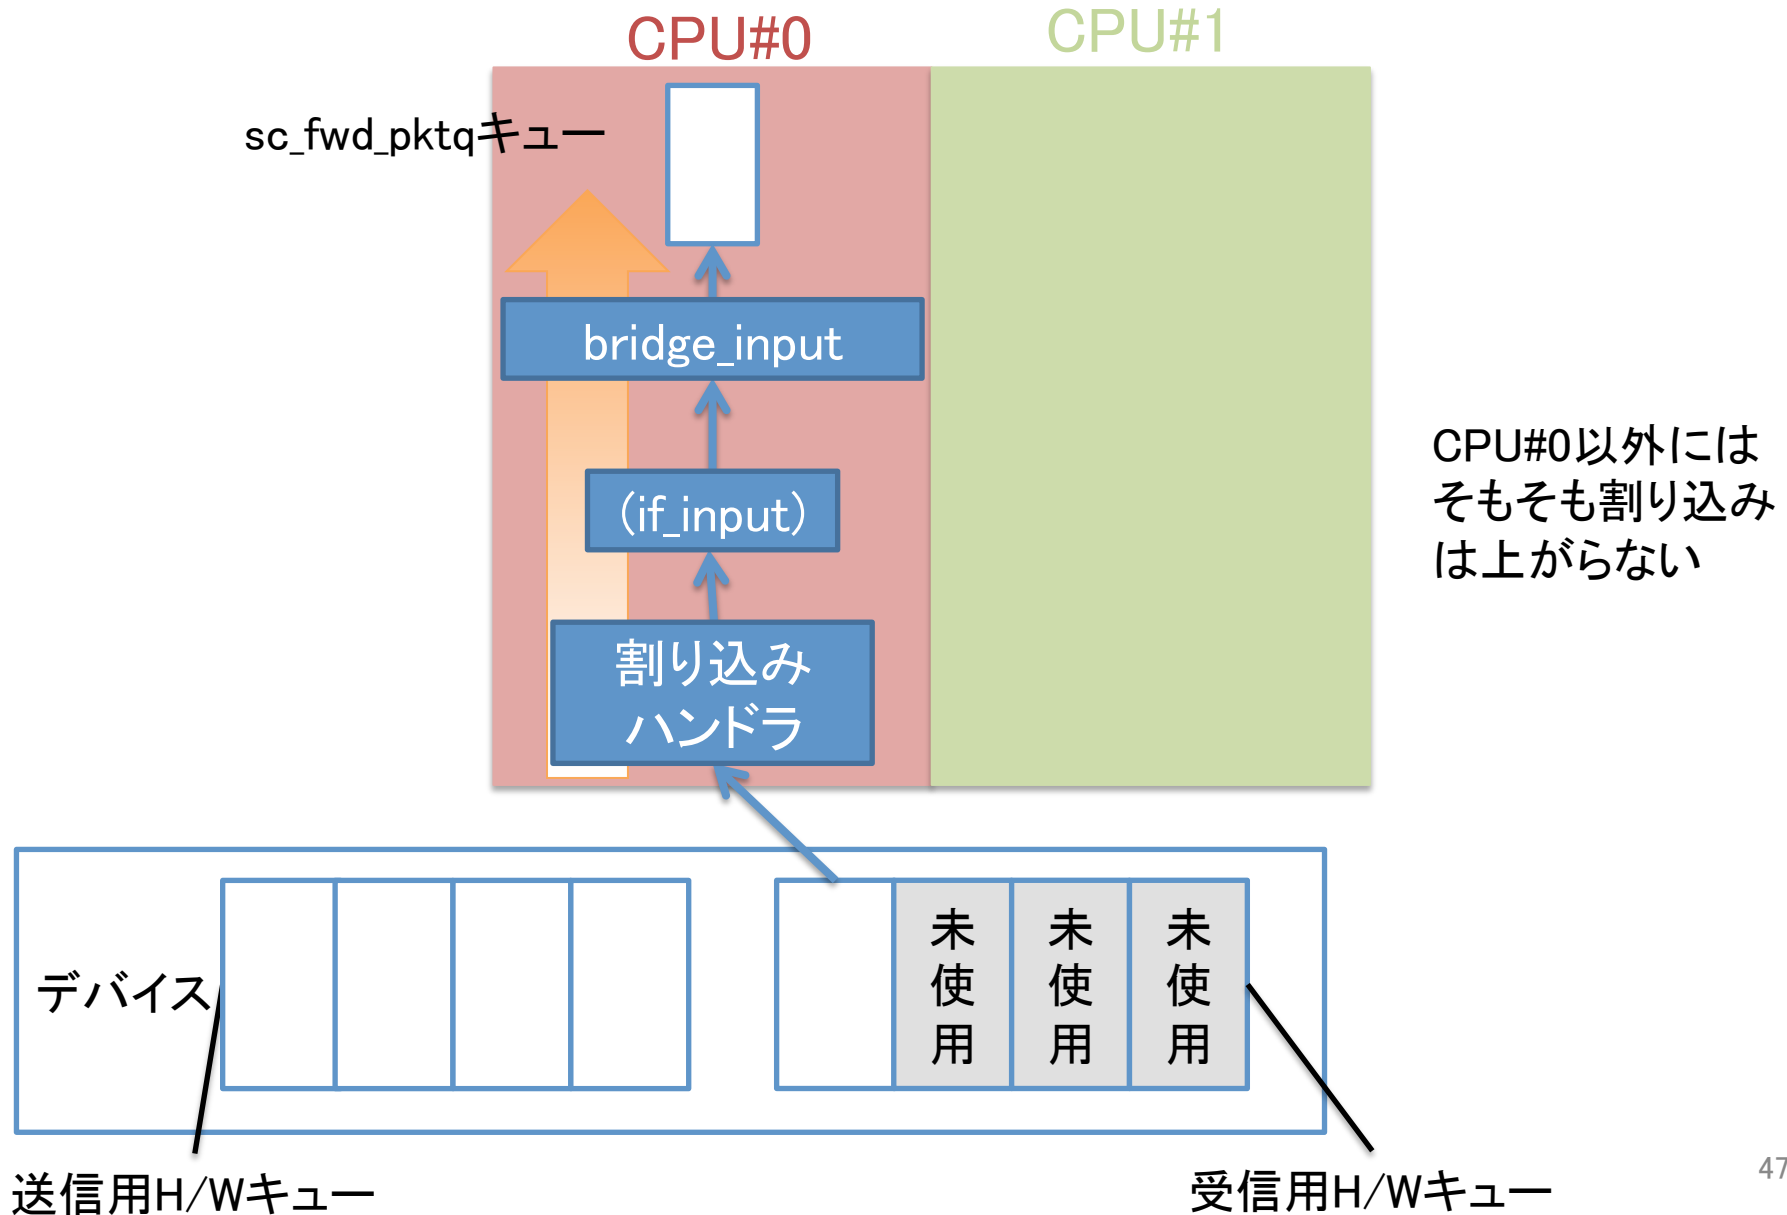 CPU#0
CPU#1
sc_fwd_pktqキュー
bridge_input
(if_input)
割り込み
ハンドラ
CPU#0以外には
そもそも割り込み
は上がらない
デバイス
未使用
未使用
未使用
送信用H/Wキュー
受信用H/Wキュー
47